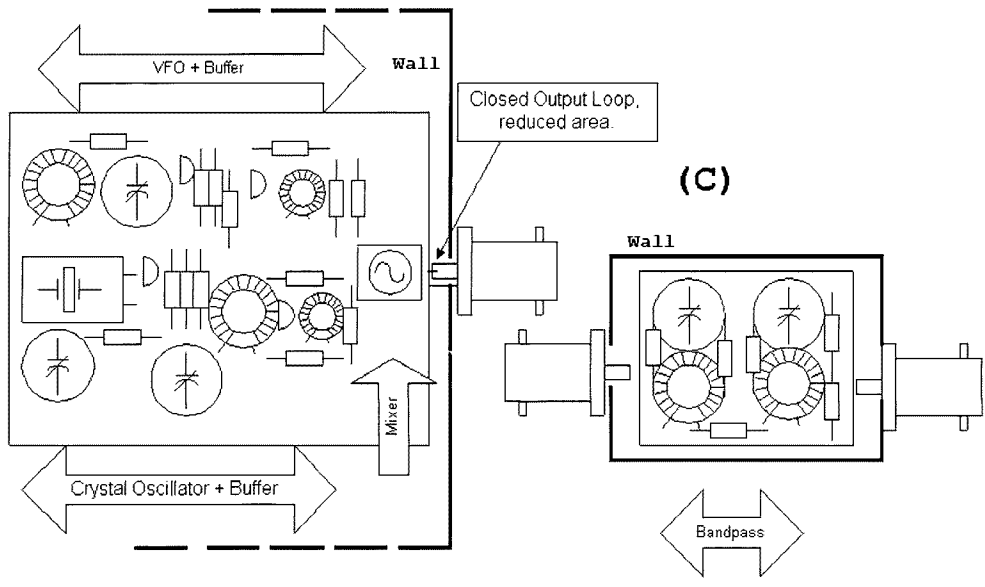 VFO + Buffer
Wall
Closed Output Loop,
reduced area.
(C)
Wall
Mixer
Crystal Oscillator + Buffer
Bandpass